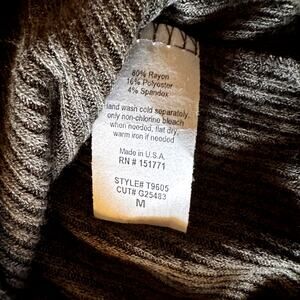 80% Rayon
16% Polyester
4% Spandex
hand wash cold separately,
only non-chlorine bleach
when needed, flat dry,
warm iron if needed
Made in U.S.A.
RN # 151771
STYLE# T9605
CUT# G25483
M